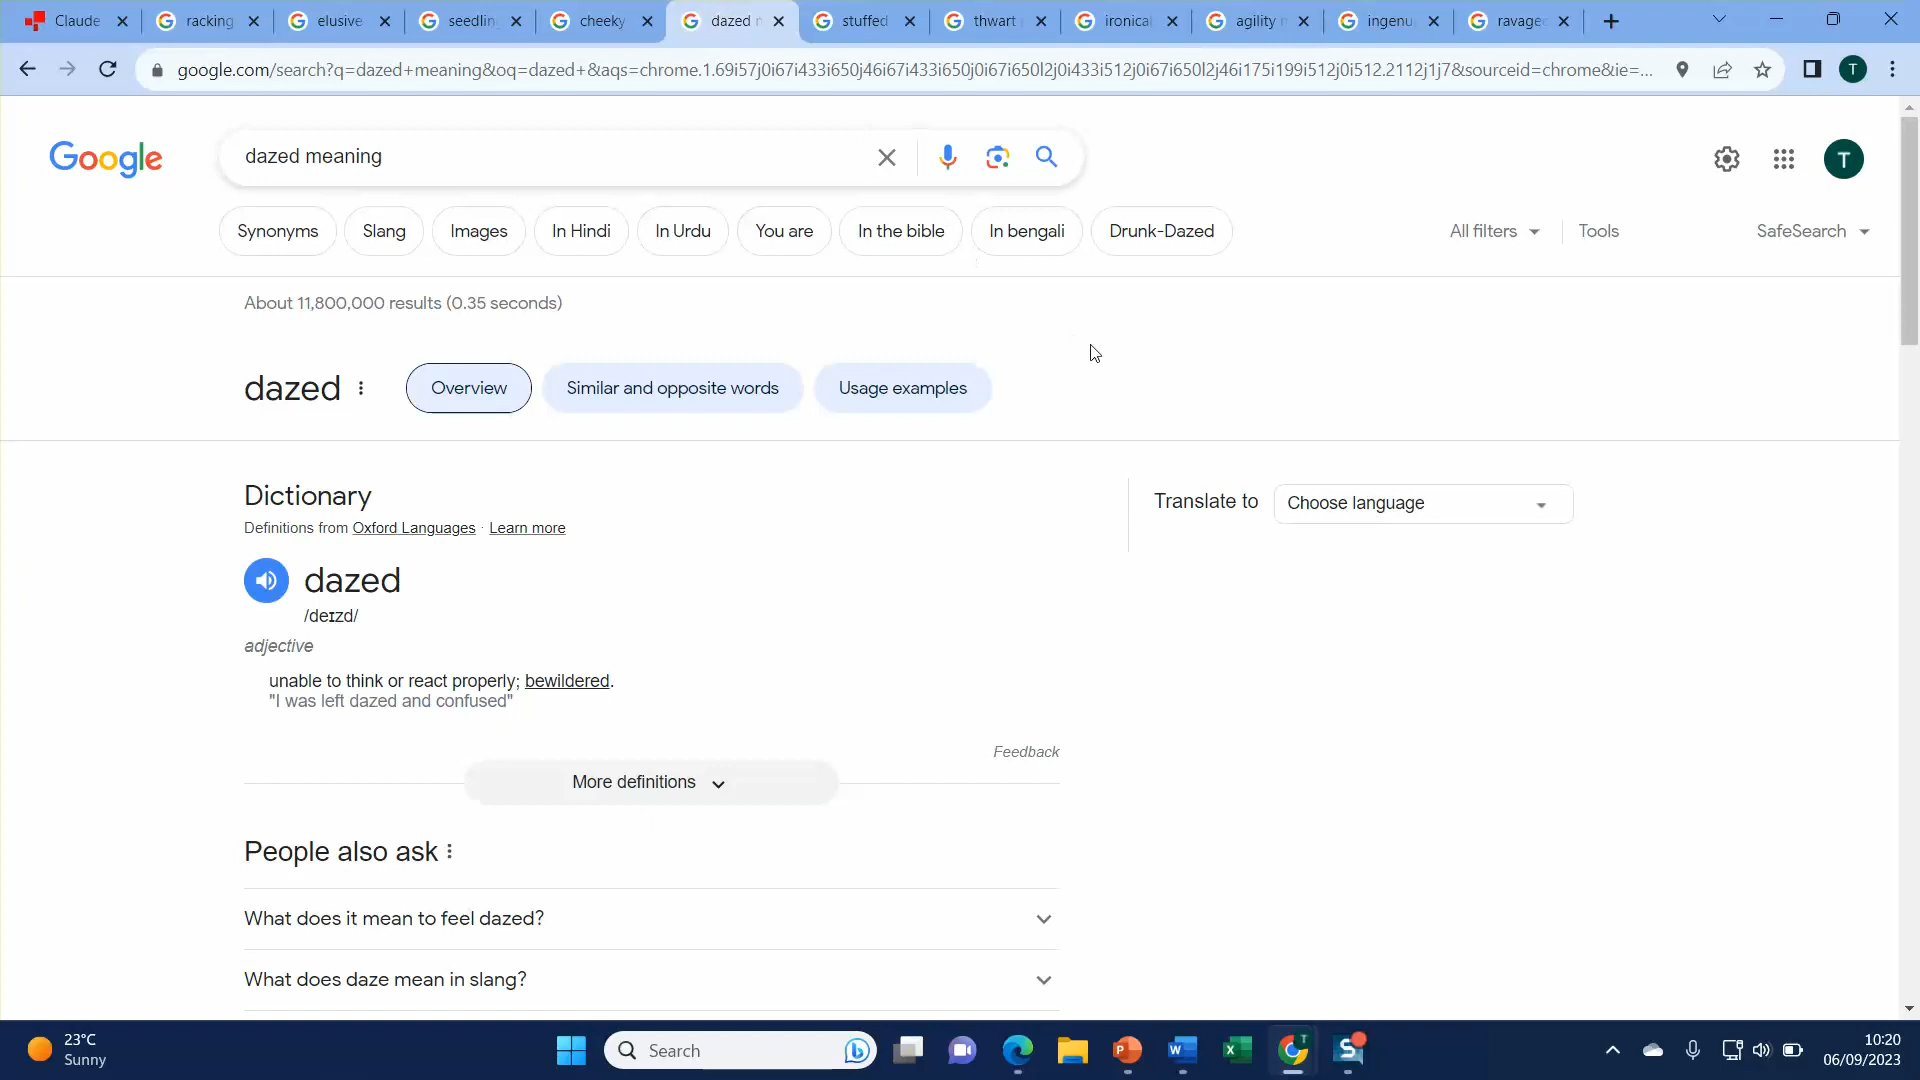 Claude racking elusive seedlin cheeky dazed m stuffed thwart ironical agility m ingenu ravage
google.com/search?q=dazed+meaning&oq=dazed+&aqs=chrome.1.69i57j0i67i433i650j46i67i433i650j0i67i650l2j0i433i512j0i67i650l2j46i175i199i512j0i512.2112j1j7&sourceid=chrome&ie=... T
Google dazed meaning T
Synonyms Slang Images In Hindi In Urdu You are In the bible In bengali Drunk-Dazed All filters Tools SafeSearch
About 11,800,000 results (0.35 seconds)
dazed Overview Similar and opposite words Usage examples
Dictionary
Translate to Choose language
Definitions from Oxford Languages · Learn more
dazed
/deɪzd/
adjective
unable to think or react properly; bewildered.
"I was left dazed and confused"
Feedback
More definitions
People also ask
What does it mean to feel dazed?
What does daze mean in slang?
23°C
Sunny
Search
10:20
06/09/2023